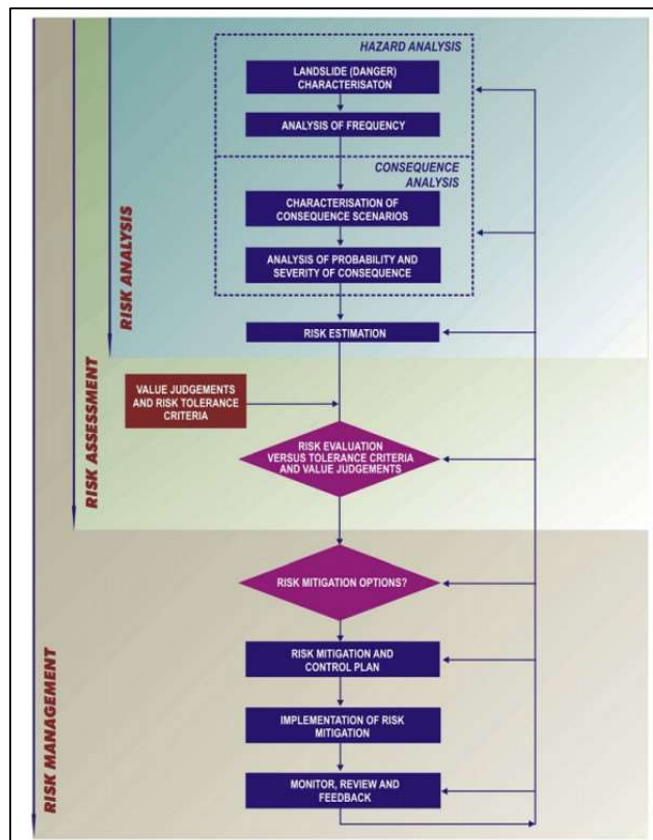 HAZARD ANALYSIS
LANDSLIDE (DANGER)
CHARACTERISATON
ANALYSIS OF FREQUENCY
CONSEQUENCE
ANALYSIS
CHARACTERISATION OF
CONSEQUENCE SCENARIOS
ANALYSIS OF PROBABILITY AND
SEVERITY OF CONSEQUENCE
RISK ANALYSIS
RISK ESTIMATION
VALUE JUDGEMENTS
AND RISK TOLERANCE
CRITERIA
RISK ASSESSMENT
RISK EVALUATION
VERSUS TOLERANCE CRITERIA
AND VALUE JUDGEMENTS
RISK MITIGATION OPTIONS?
RISK MANAGEMENT
RISK MITIGATION AND
CONTROL PLAN
IMPLEMENTATION OF RISK
MITIGATION
MONITOR, REVIEW AND
FEEDBACK